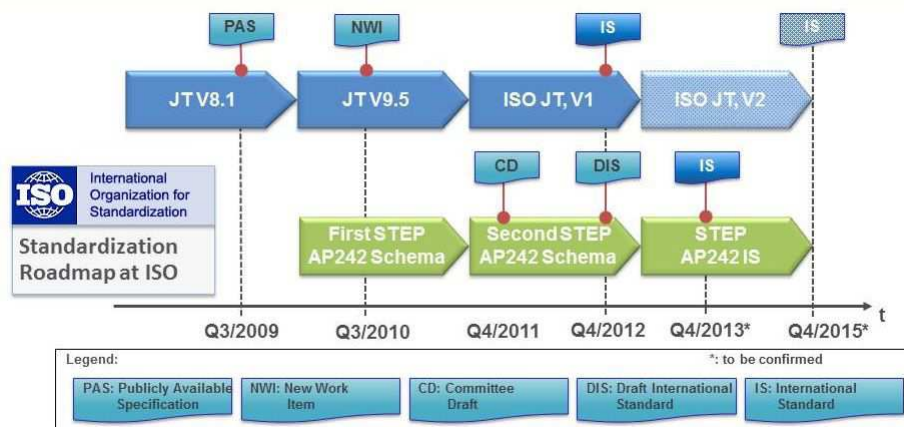 PAS
NWI
IS
IS
JT V8.1
JT V9.5
ISO JT, V1
ISO JT, V2
CD
DIS
IS
ISO
International
Organization for
Standardization
Standardization
Roadmap at ISO
First STEP
AP242 Schema
Second STEP
AP242 Schema
STEP
AP242 IS
t
Q3/2009
Q3/2010
Q4/2011
Q4/2012
Q4/2013*
Q4/2015*
Legend:
*: to be confirmed
PAS: Publicly Available
Specification
NWI: New Work
Item
CD: Committee
Draft
DIS: Draft International
Standard
IS: International
Standard